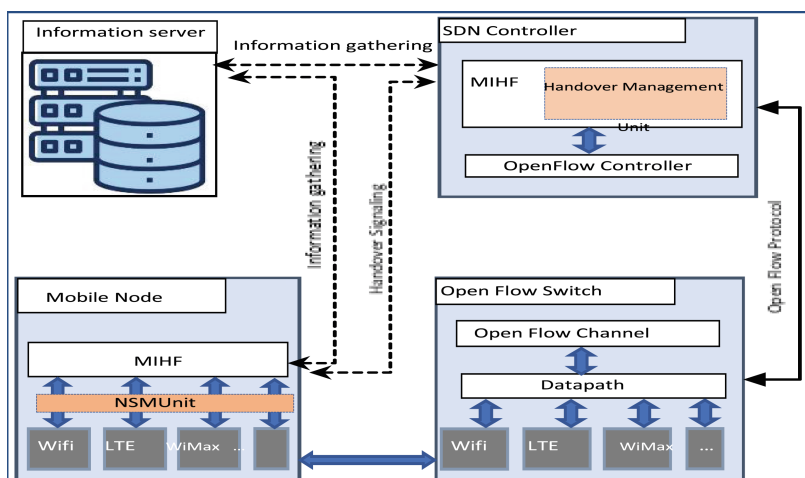 Information server
Information gathering
SDN Controller
MIHF
Handover Management
Unit
OpenFlow Controller
Information gathering
Handover Signaling
Open Flow Protocol
Mobile Node
MIHF
NSMUnit
Wifi
LTE
WiMax
...
Open Flow Switch
Open Flow Channel
Datapath
Wifi
LTE
WiMax
...